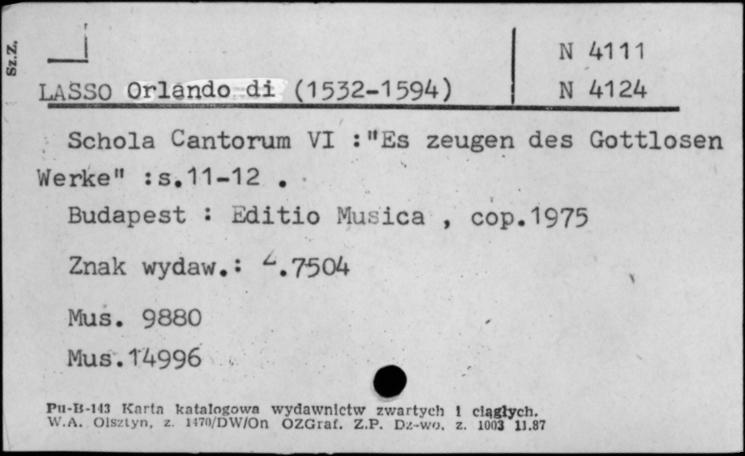 Sz.Z.
N 4111
LASSO Orlando di (1532-1594)
N 4124
Schola Cantorum VI :"Es zeugen des Gottlosen
Werke" :s.11-12 .
Budapest : Editio Musica , cop.1975
Znak wydaw.: Z.7504
Mus. 9880
Mus.14996
Pu-B-143 Karta katalogowa wydawnictw zwartych i ciągłych.
W.A. Olsztyn, z. 1470/DW/On OZGraf. Z.P. Dz-wo. z. 1003 11.87